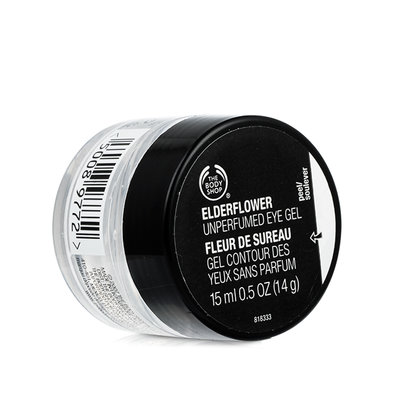 THE
BODY
SHOP
®
ELDERFLOWER
UNPERFUMED EYE GEL
FLEUR DE SUREAU
GEL CONTOUR DES
YEUX SANS PARFUM
15 ml 0.5 OZ (14 g)
818333
peel/
soulever
50089772 >